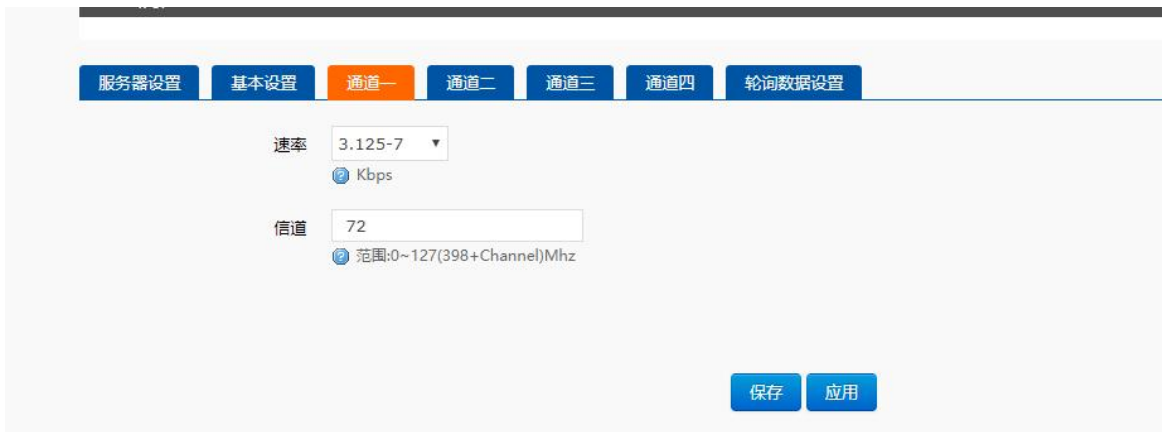 服务器设置 基本设置 通道一 通道二 通道三 通道四 轮询数据设置
速率 3.125-7
Kbps
信道 72
范围:0~127(398+Channel)Mhz
保存 应用